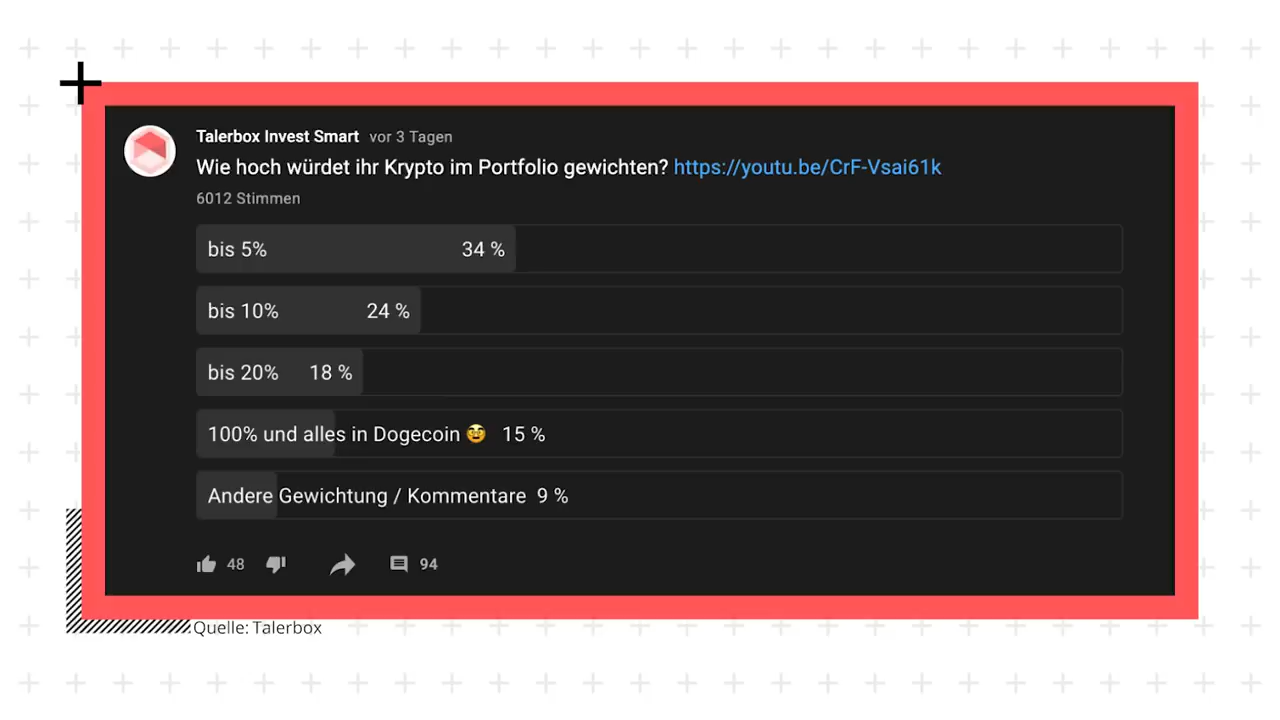 Talerbox Invest Smart vor 3 Tagen
Wie hoch würdet ihr Krypto im Portfolio gewichten? https://youtu.be/CrF-Vsai61k
6012 Stimmen
bis 5% 34 %
bis 10% 24 %
bis 20% 18 %
100% und alles in Dogecoin 🥸 15 %
Andere Gewichtung / Kommentare 9 %
48 94
Quelle: Talerbox